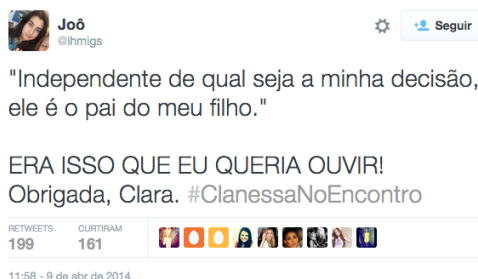 Joô
@ihmigs
Seguir
"Independente de qual seja a minha decisão,
ele é o pai do meu filho."
ERA ISSO QUE EU QUERIA OUVIR!
Obrigada, Clara. #ClanessaNoEncontro
RETWEETS CURTIRAM
199 161
11:58 - 9 de abr de 2014